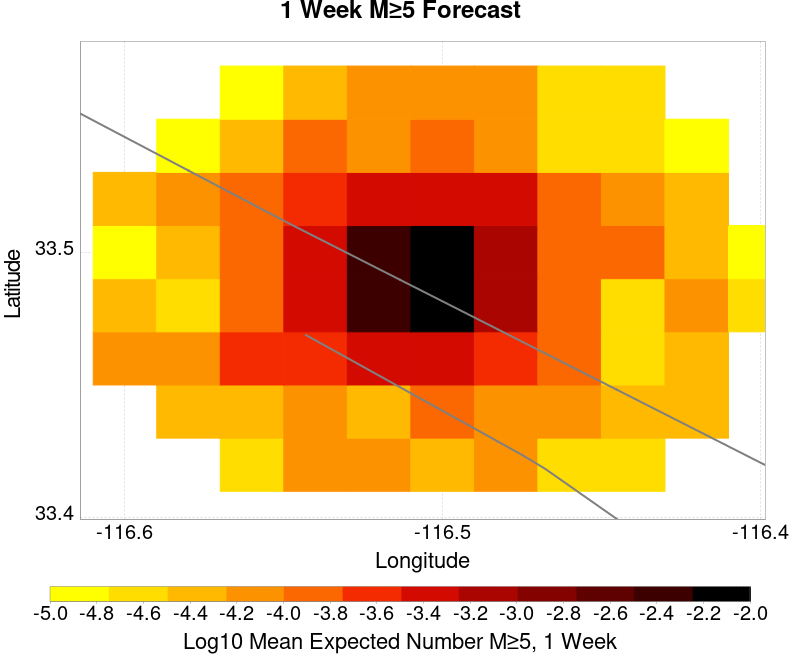 1 Week M≥5 Forecast
Latitude
33.5
33.4
-116.6 -116.5 -116.4
Longitude
-5.0 -4.8 -4.6 -4.4 -4.2 -4.0 -3.8 -3.6 -3.4 -3.2 -3.0 -2.8 -2.6 -2.4 -2.2 -2.0
Log10 Mean Expected Number M≥5, 1 Week